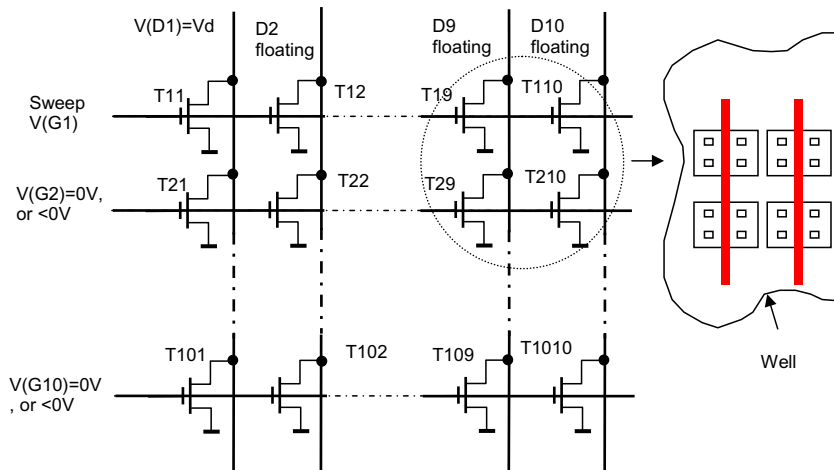 V(D1)=Vd
D2
floating
D9
floating
D10
floating
Sweep
V(G1)
T11
T12
T19
T110
V(G2)=0V,
or <0V
T21
T22
T29
T210
V(G10)=0V
, or <0V
T101
T102
T109
T1010
Well